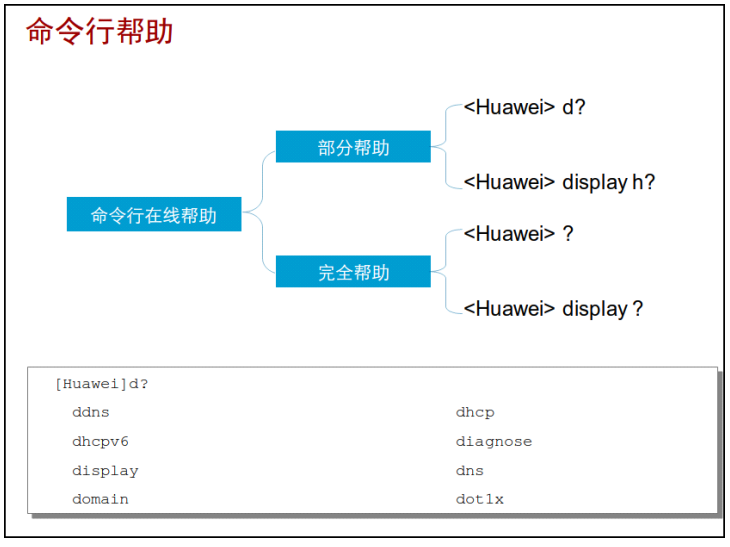 命令行帮助
命令行在线帮助
部分帮助
<Huawei> d?
<Huawei> display h?
完全帮助
<Huawei> ?
<Huawei> display ?
[Huawei]d?
ddns dhcp
dhcpv6 diagnose
display dns
domain dot1x